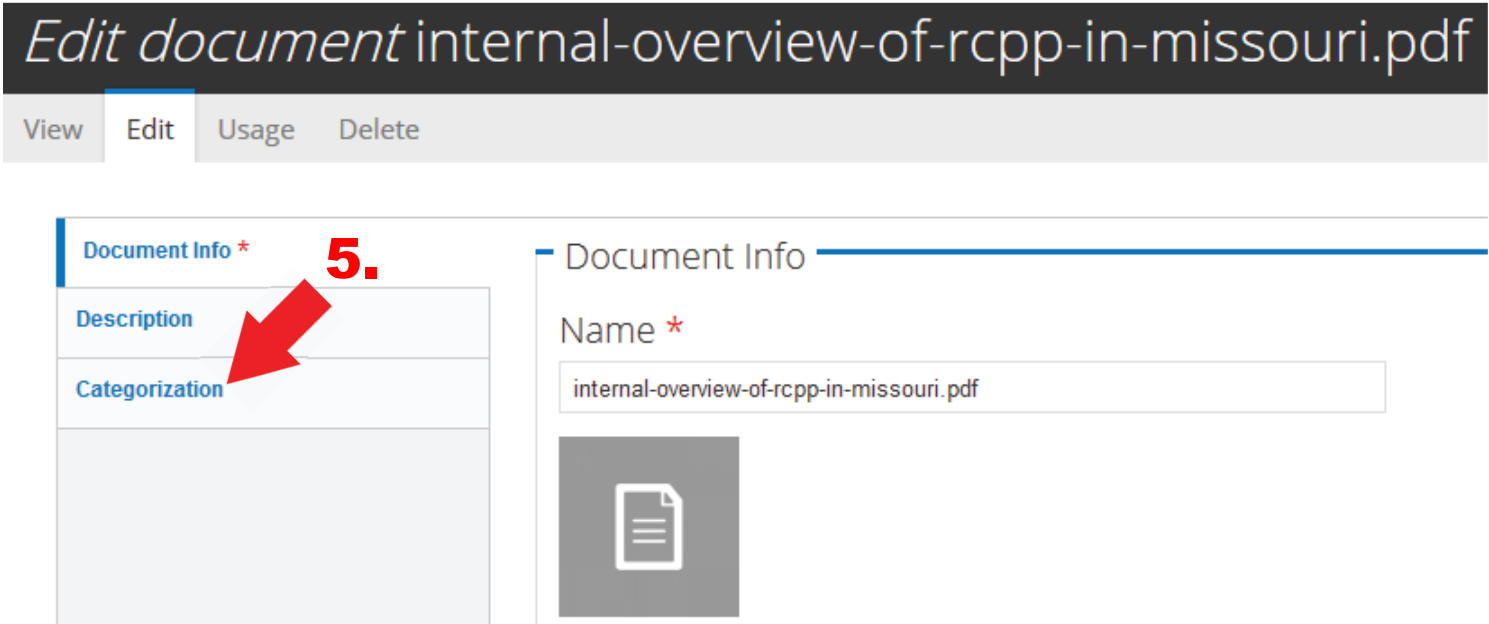 Edit document internal-overview-of-rcpp-in-missouri.pdf
View Edit Usage Delete
Document Info *
5.
Description
Categorization
Document Info
Name *
internal-overview-of-rcpp-in-missouri.pdf